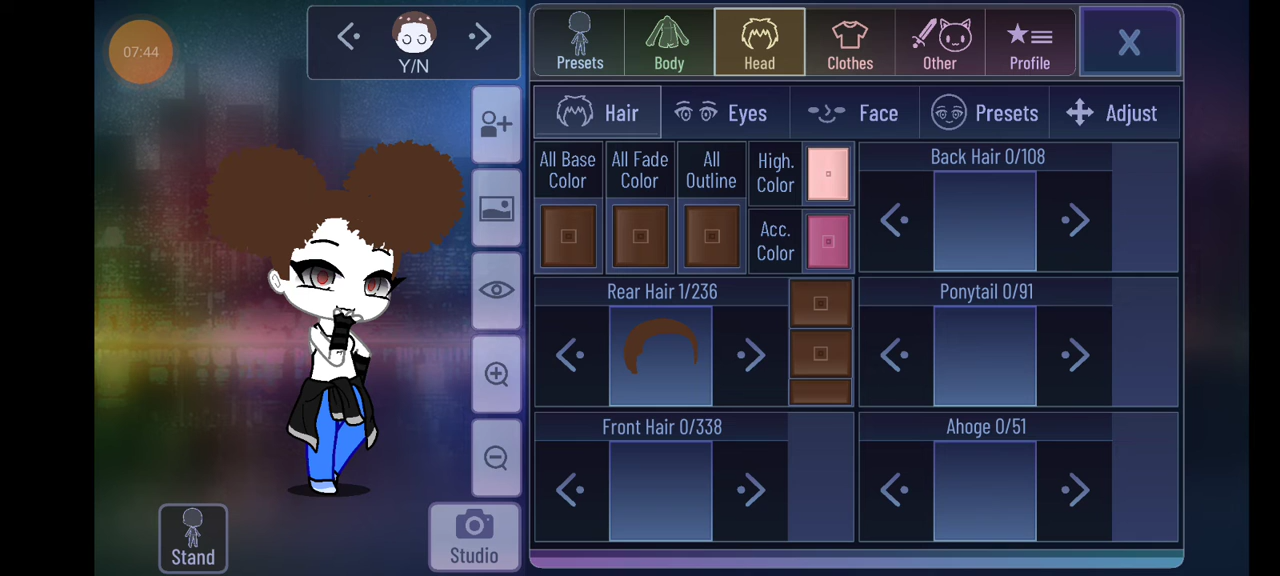 07:44
Y/N
Presets
Body
Head
Clothes
Other
Profile
X
Hair
Eyes
Face
Presets
Adjust
All Base
Color
All Fade
Color
All
Outline
High.
Color
Acc.
Color
Back Hair 0/108
Rear Hair 1/236
Ponytail 0/91
Front Hair 0/338
Ahoge 0/51
Stand
Studio